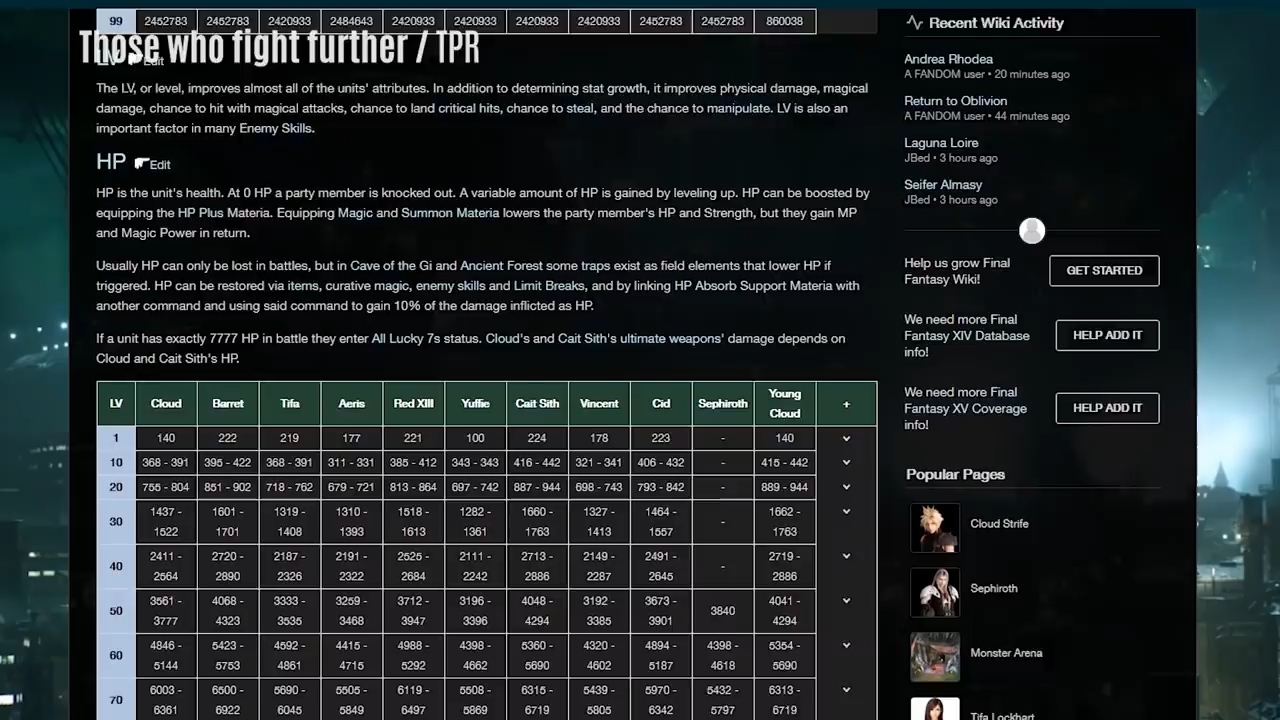 99 2452783 2452783 2420933 2484643 2420933 2420933 2420933 2420933 2452783 2452783 860038
Those who fight further / TPR
LV Edit
The LV, or level, improves almost all of the units' attributes. In addition to determining stat growth, it improves physical damage, magical
damage, chance to hit with magical attacks, chance to land critical hits, chance to steal, and the chance to manipulate. LV is also an
important factor in many Enemy Skills.
HP Edit
HP is the unit's health. At 0 HP a party member is knocked out. A variable amount of HP is gained by leveling up. HP can be boosted by
equipping the HP Plus Materia. Equipping Magic and Summon Materia lowers the party member's HP and Strength, but they gain MP
and Magic Power in return.
Usually HP can only be lost in battles, but in Cave of the Gi and Ancient Forest some traps exist as field elements that lower HP if
triggered. HP can be restored via items, curative magic, enemy skills and Limit Breaks, and by linking HP Absorb Support Materia with
another command and using said command to gain 10% of the damage inflicted as HP.
If a unit has exactly 7777 HP in battle they enter All Lucky 7s status. Cloud's and Cait Sith's ultimate weapons' damage depends on
Cloud and Cait Sith's HP.
LV Cloud Barret Tifa Aeris Red XIII Yuffie Cait Sith Vincent Cid Sephiroth Young Cloud +
1 140 222 219 177 221 100 224 178 223 - 140
10 368 - 391 395 - 422 368 - 391 311 - 331 385 - 412 343 - 343 416 - 442 321 - 341 406 - 432 - 415 - 442
20 755 - 804 851 - 902 718 - 762 679 - 721 813 - 864 697 - 742 887 - 944 698 - 743 793 - 842 - 889 - 944
30 1437 - 1522 1601 - 1701 1319 - 1408 1310 - 1393 1518 - 1613 1282 - 1361 1660 - 1763 1327 - 1413 1464 - 1557 - 1662 - 1763
40 2411 - 2564 2720 - 2890 2187 - 2326 2191 - 2322 2525 - 2684 2111 - 2242 2713 - 2886 2149 - 2287 2491 - 2645 - 2719 - 2886
50 3561 - 3777 4068 - 4323 3333 - 3535 3259 - 3468 3712 - 3947 3196 - 3396 4048 - 4294 3192 - 3385 3673 - 3901 3840 4041 - 4294
60 4846 - 5144 5423 - 5753 4592 - 4861 4415 - 4715 4988 - 5292 4398 - 4662 5360 - 5690 4320 - 4602 4894 - 5187 4398 - 4618 5354 - 5690
70 6003 - 6361 6500 - 6922 5690 - 6045 5505 - 5849 6119 - 6497 5508 - 5869 6315 - 6719 5439 - 5805 5970 - 6342 5432 - 5797 6313 - 6719
Recent Wiki Activity
Andrea Rhodea
A FANDOM user • 20 minutes ago
Return to Oblivion
A FANDOM user • 44 minutes ago
Laguna Loire
JBed • 3 hours ago
Seifer Almasy
JBed • 3 hours ago
Help us grow Final
Fantasy Wiki!
GET STARTED
We need more Final
Fantasy XIV Database
info!
HELP ADD IT
We need more Final
Fantasy XV Coverage
info!
HELP ADD IT
Popular Pages
Cloud Strife
Sephiroth
Monster Arena
Tifa Lockhart